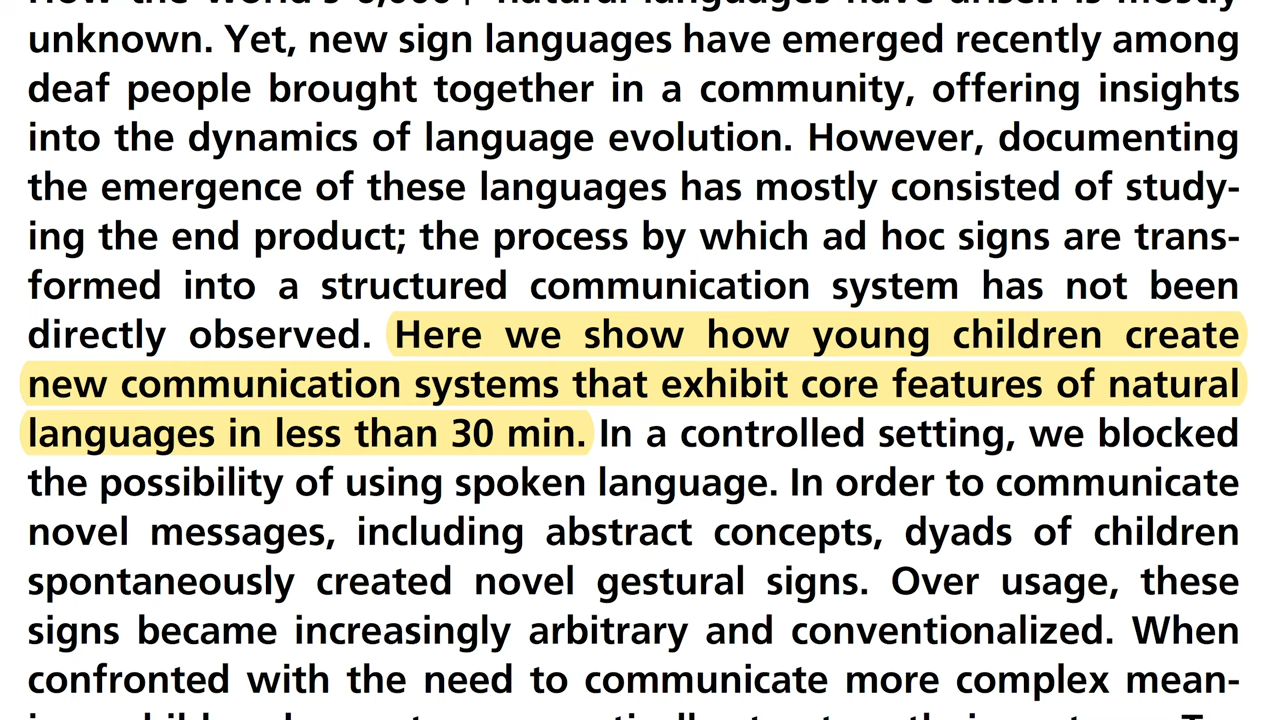 unknown. Yet, new sign languages have emerged recently among
deaf people brought together in a community, offering insights
into the dynamics of language evolution. However, documenting
the emergence of these languages has mostly consisted of study-
ing the end product; the process by which ad hoc signs are trans-
formed into a structured communication system has not been
directly observed. Here we show how young children create
new communication systems that exhibit core features of natural
languages in less than 30 min. In a controlled setting, we blocked
the possibility of using spoken language. In order to communicate
novel messages, including abstract concepts, dyads of children
spontaneously created novel gestural signs. Over usage, these
signs became increasingly arbitrary and conventionalized. When
confronted with the need to communicate more complex mean-